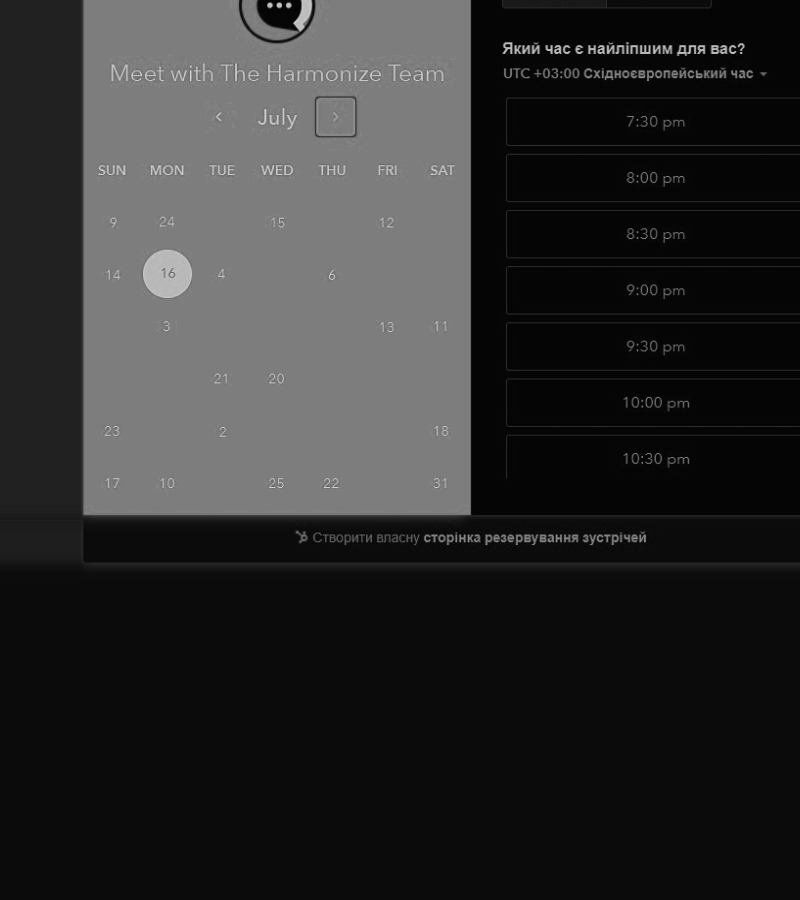 Meet with The Harmonize Team
July
SUN MON TUE WED THU FRI SAT
9 24 15 12
14 16 4 6
3 13 11
21 20
23 2 18
17 10 25 22 31
Який час є найліпшим для вас?
UTC +03:00 Східноєвропейський час
7:30 pm
8:00 pm
8:30 pm
9:00 pm
9:30 pm
10:00 pm
10:30 pm
Створити власну сторінка резервування зустрічей